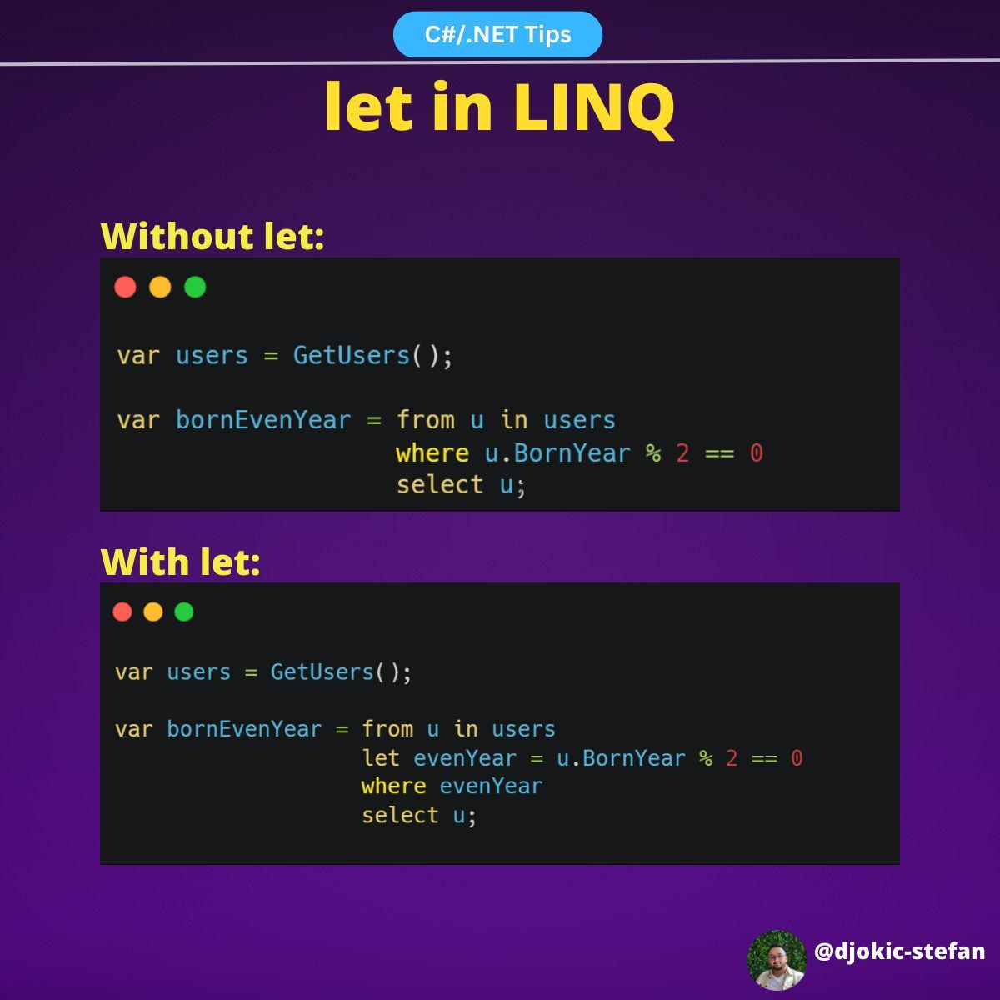 C#/.NET Tips
let in LINQ
Without let:
var users = GetUsers();
var bornEvenYear = from u in users
where u.BornYear % 2 == 0
select u;
With let:
var users = GetUsers();
var bornEvenYear = from u in users
let evenYear = u.BornYear % 2 == 0
where evenYear
select u;
@djokic-stefan